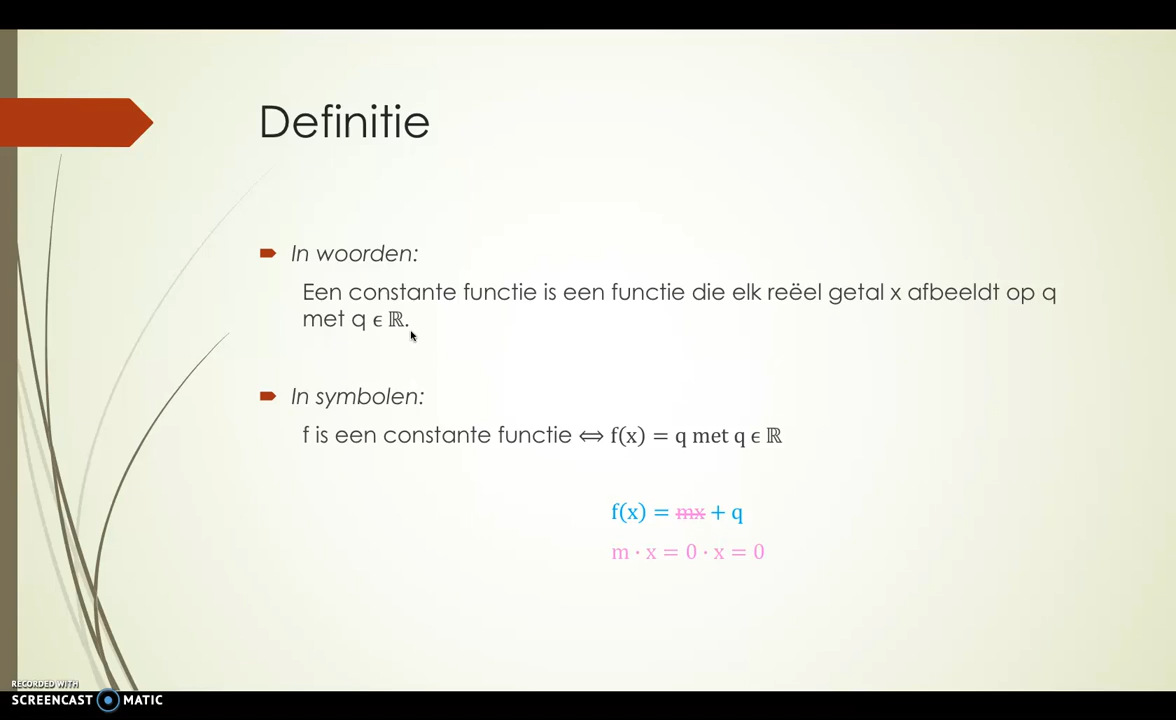 Definitie
In woorden:
Een constante functie is een functie die elk reëel getal x afbeeldt op q
met q ϵ ℝ.
In symbolen:
f is een constante functie ⇔ f(x) = q met q ϵ ℝ
f(x) = mx + q
m · x = 0 · x = 0
RECORDED WITH
SCREENCAST MATIC